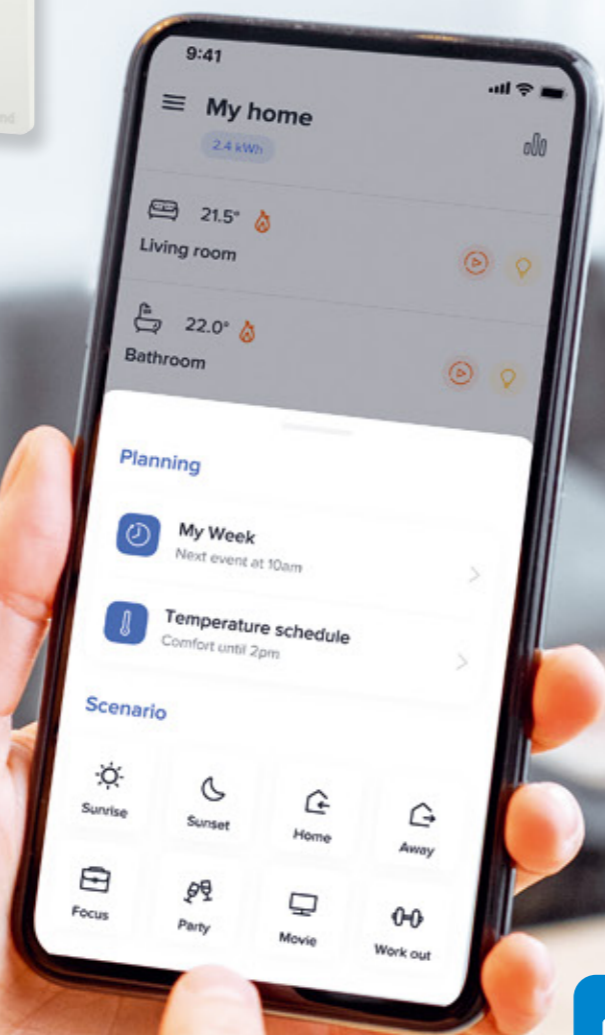 9:41
My home
2.4 kWh
21.5°
Living room
22.0°
Bathroom
Planning
My Week
Next event at 10am
Temperature schedule
Comfort until 2pm
Scenario
Sunrise
Sunset
Home
Away
Focus
Party
Movie
Work out